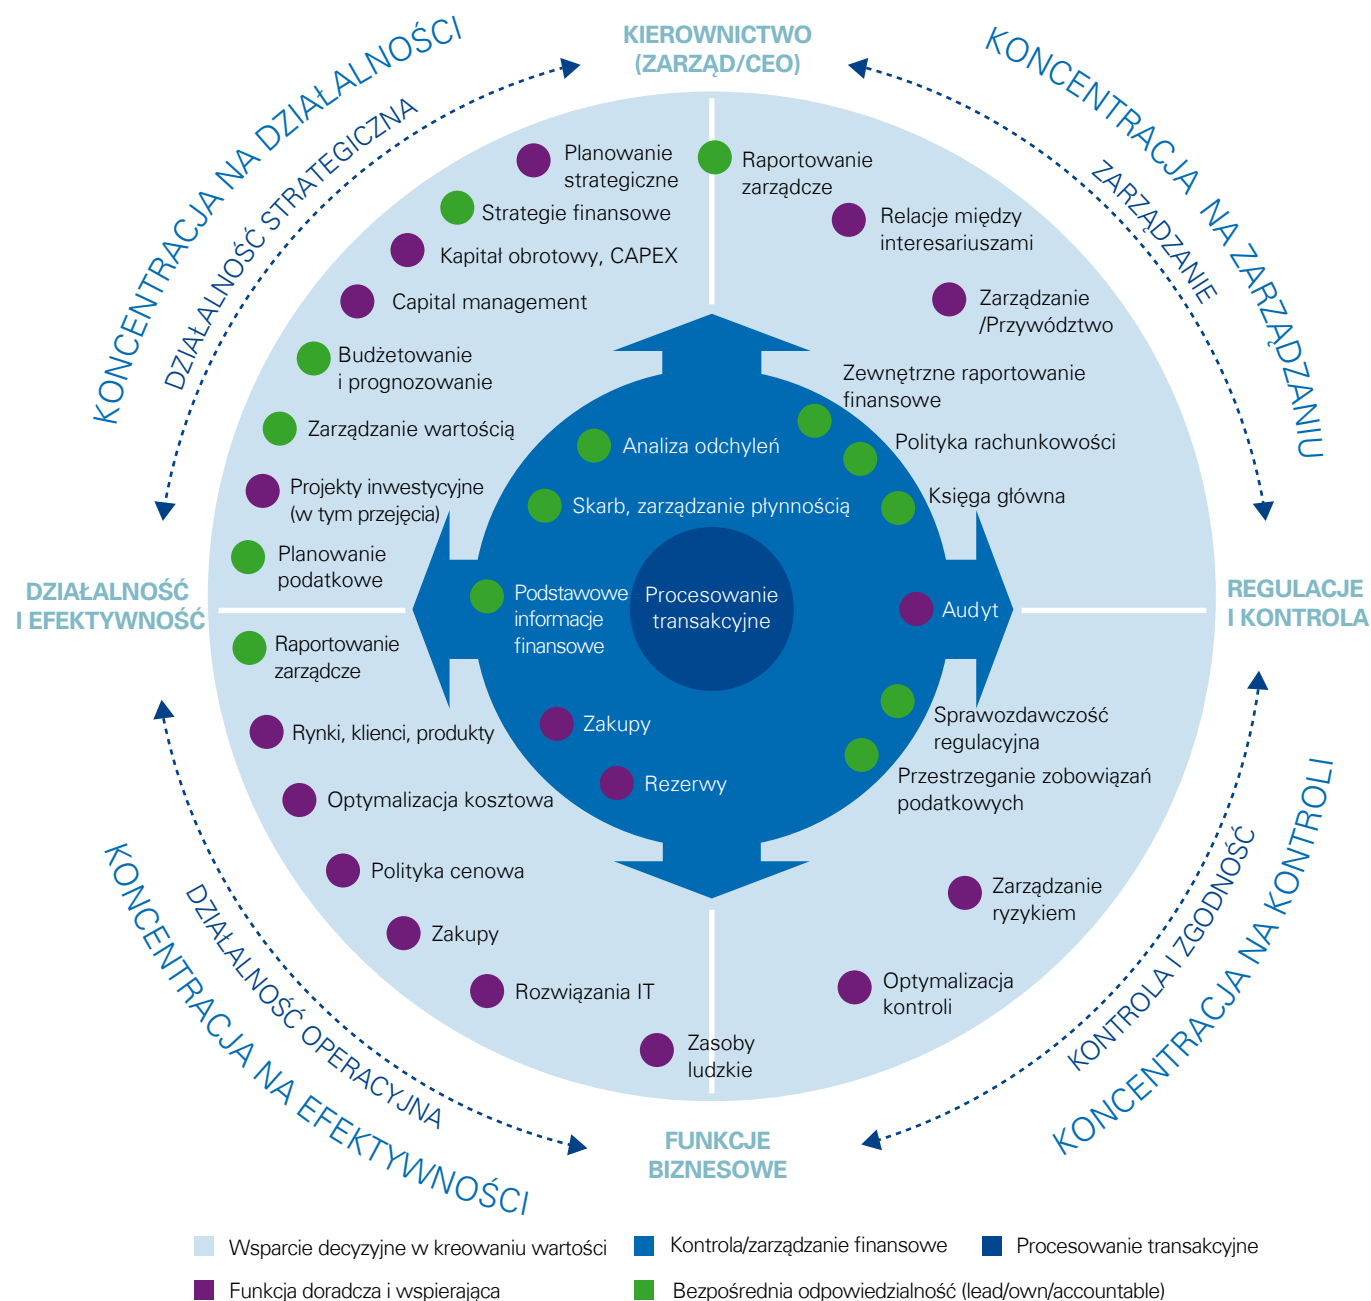 KIEROWNICTWO
(ZARZĄD/CEO)
KONCENTRACJA NA DZIAŁALNOŚCI
DZIAŁALNOŚĆ STRATEGICZNA
KONCENTRACJA NA ZARZĄDZANIU
ZARZĄDZANIE
Planowanie
strategiczne
Strategie finansowe
Kapitał obrotowy, CAPEX
Capital management
Budżetowanie
i prognozowanie
Zarządzanie wartością
Projekty inwestycyjne
(w tym przejęcia)
Planowanie
podatkowe
Raportowanie
zarządcze
Relacje między
interesariuszami
Zarządzanie
/Przywództwo
Zewnętrzne raportowanie
finansowe
Polityka rachunkowości
Księga główna
Analiza odchyleń
Skarb, zarządzanie płynnością
Podstawowe
informacje
finansowe
Procesowanie
transakcyjne
Audyt
DZIAŁALNOŚĆ
I EFEKTYWNOŚĆ
REGULACJE
I KONTROLA
Raportowanie
zarządcze
Rynki, klienci, produkty
Optymalizacja kosztowa
Polityka cenowa
Zakupy
Rozwiązania IT
Zasoby
ludzkie
Zakupy
Rezerwy
Sprawozdawczość
regulacyjna
Przestrzeganie zobowiązań
podatkowych
Zarządzanie
ryzykiem
Optymalizacja
kontroli
DZIAŁALNOŚĆ OPERACYJNA
KONCENTRACJA NA EFEKTYWNOŚCI
KONTROLA I ZGODNOŚĆ
KONCENTRACJA NA KONTROLI
FUNKCJE
BIZNESOWE
Wsparcie decyzyjne w kreowaniu wartości
Kontrola/zarządzanie finansowe
Procesowanie transakcyjne
Funkcja doradcza i wspierająca
Bezpośrednia odpowiedzialność (lead/own/accountable)